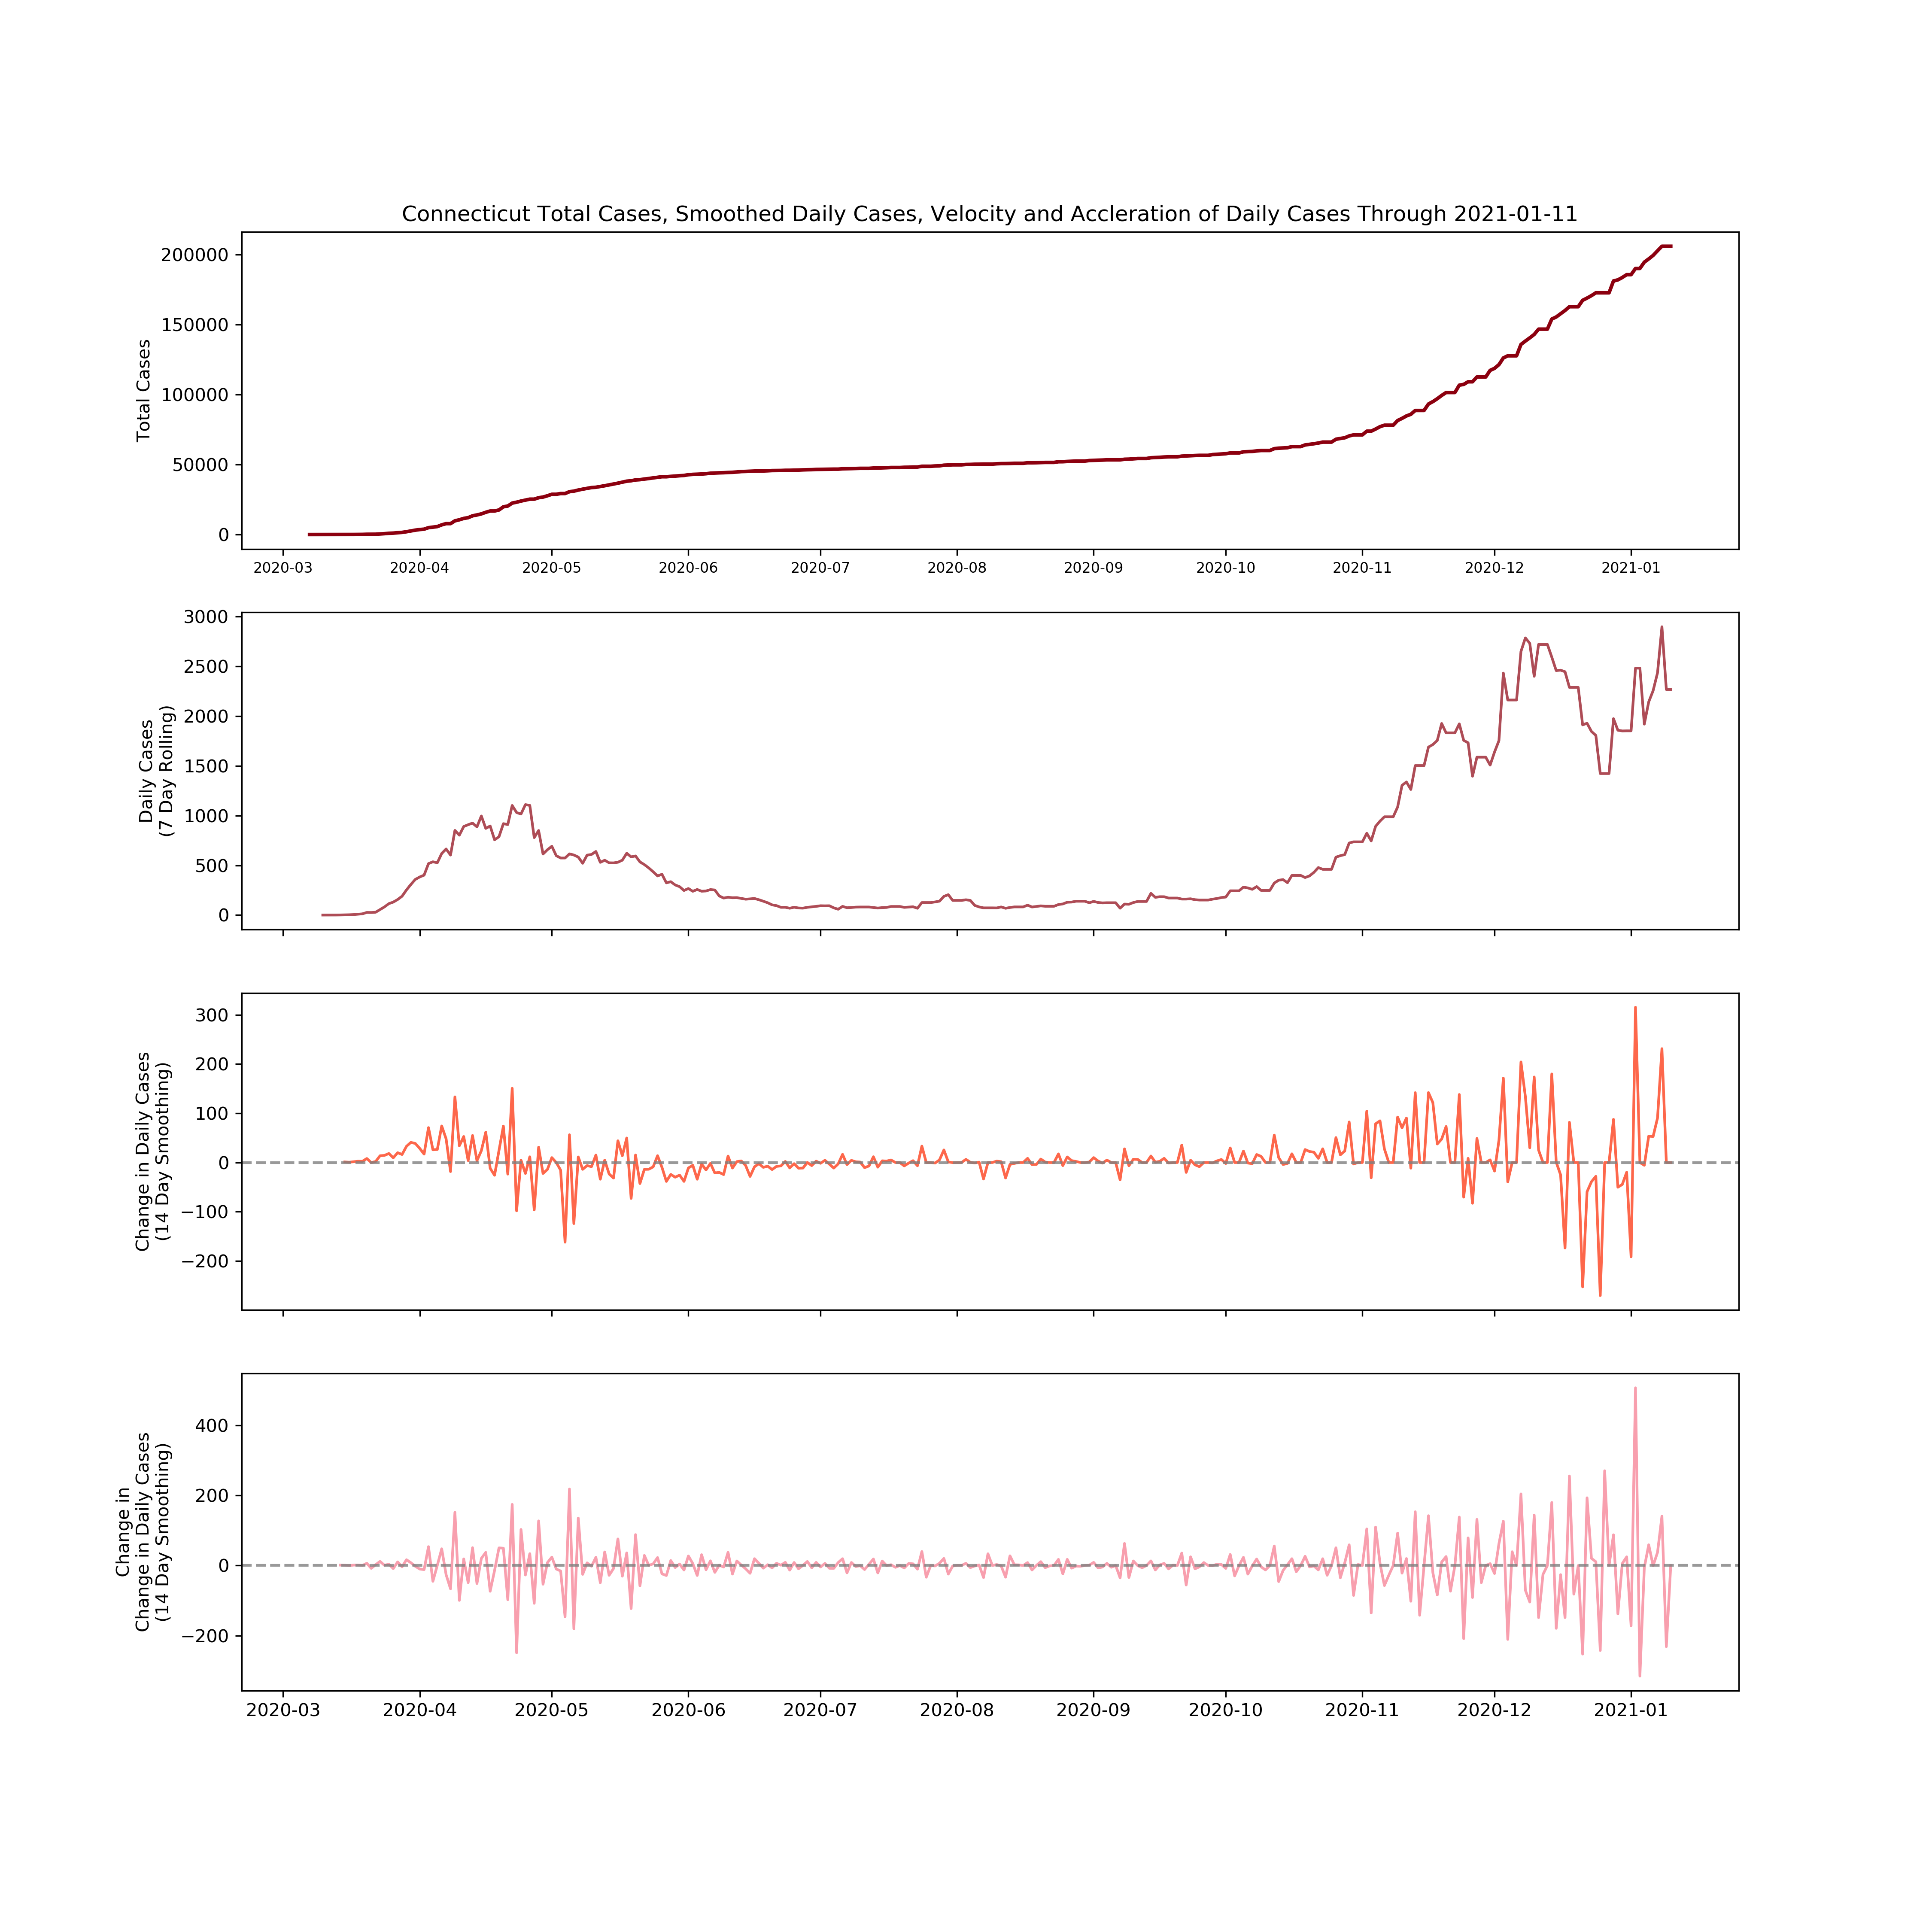 Connecticut Total Cases, Smoothed Daily Cases, Velocity and Accleration of Daily Cases Through 2021-01-11
Total Cases
200000
150000
100000
50000
0
2020-03 2020-04 2020-05 2020-06 2020-07 2020-08 2020-09 2020-10 2020-11 2020-12 2021-01
Daily Cases
(7 Day Rolling)
3000
2500
2000
1500
1000
500
0
Change in Daily Cases
(14 Day Smoothing)
300
200
100
0
−100
−200
Change in
Change in Daily Cases
(14 Day Smoothing)
400
200
0
−200
2020-03 2020-04 2020-05 2020-06 2020-07 2020-08 2020-09 2020-10 2020-11 2020-12 2021-01